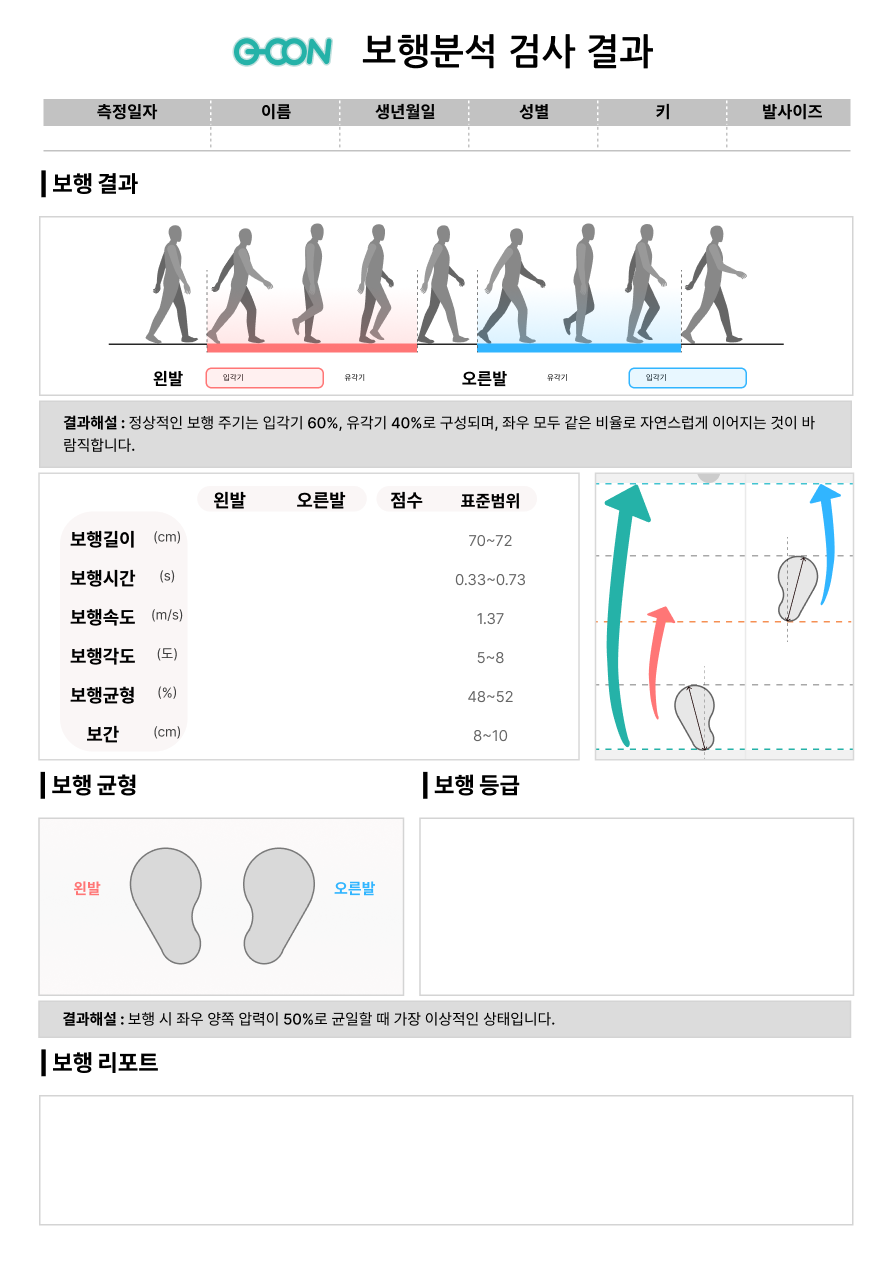 G-CON 보행분석 검사 결과
측정일자 이름 생년월일 성별 키 발사이즈
보행 결과
왼발 입각기 유각기 오른발 유각기 입각기
결과해설 : 정상적인 보행 주기는 입각기 60%, 유각기 40%로 구성되며, 좌우 모두 같은 비율로 자연스럽게 이어지는 것이 바
람직합니다.
왼발 오른발 점수 표준범위
보행길이 (cm) 70~72
보행시간 (s) 0.33~0.73
보행속도 (m/s) 1.37
보행각도 (도) 5~8
보행균형 (%) 48~52
보간 (cm) 8~10
보행 균형 보행 등급
왼발 오른발
결과해설 : 보행 시 좌우 양쪽 압력이 50%로 균일할 때 가장 이상적인 상태입니다.
보행 리포트